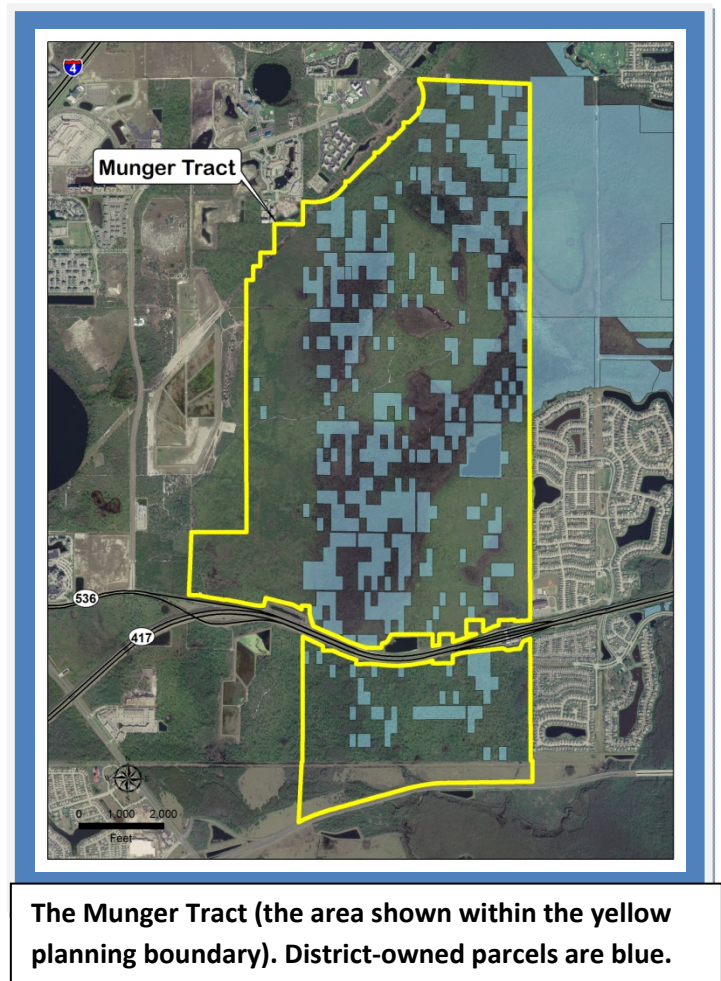 4
Munger Tract
536
417
0 1,000 2,000
Feet
The Munger Tract (the area shown within the yellow
planning boundary). District-owned parcels are blue.